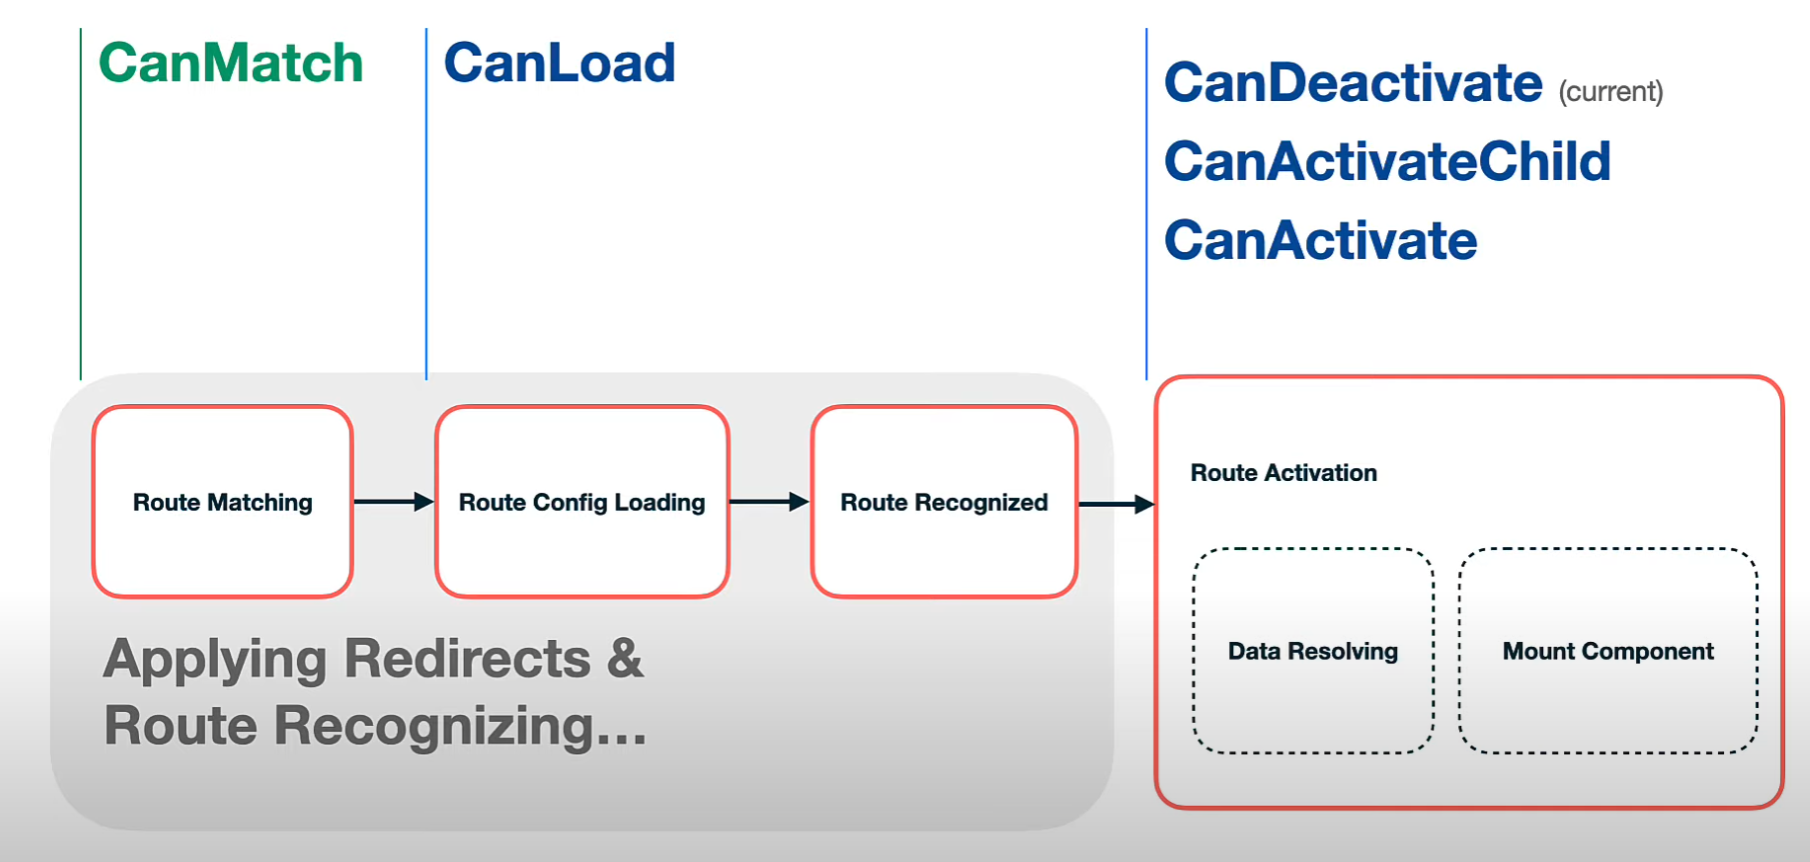 CanMatch
CanLoad
CanDeactivate (current)
CanActivateChild
CanActivate
Route Matching
Route Config Loading
Route Recognized
Applying Redirects &
Route Recognizing...
Route Activation
Data Resolving
Mount Component